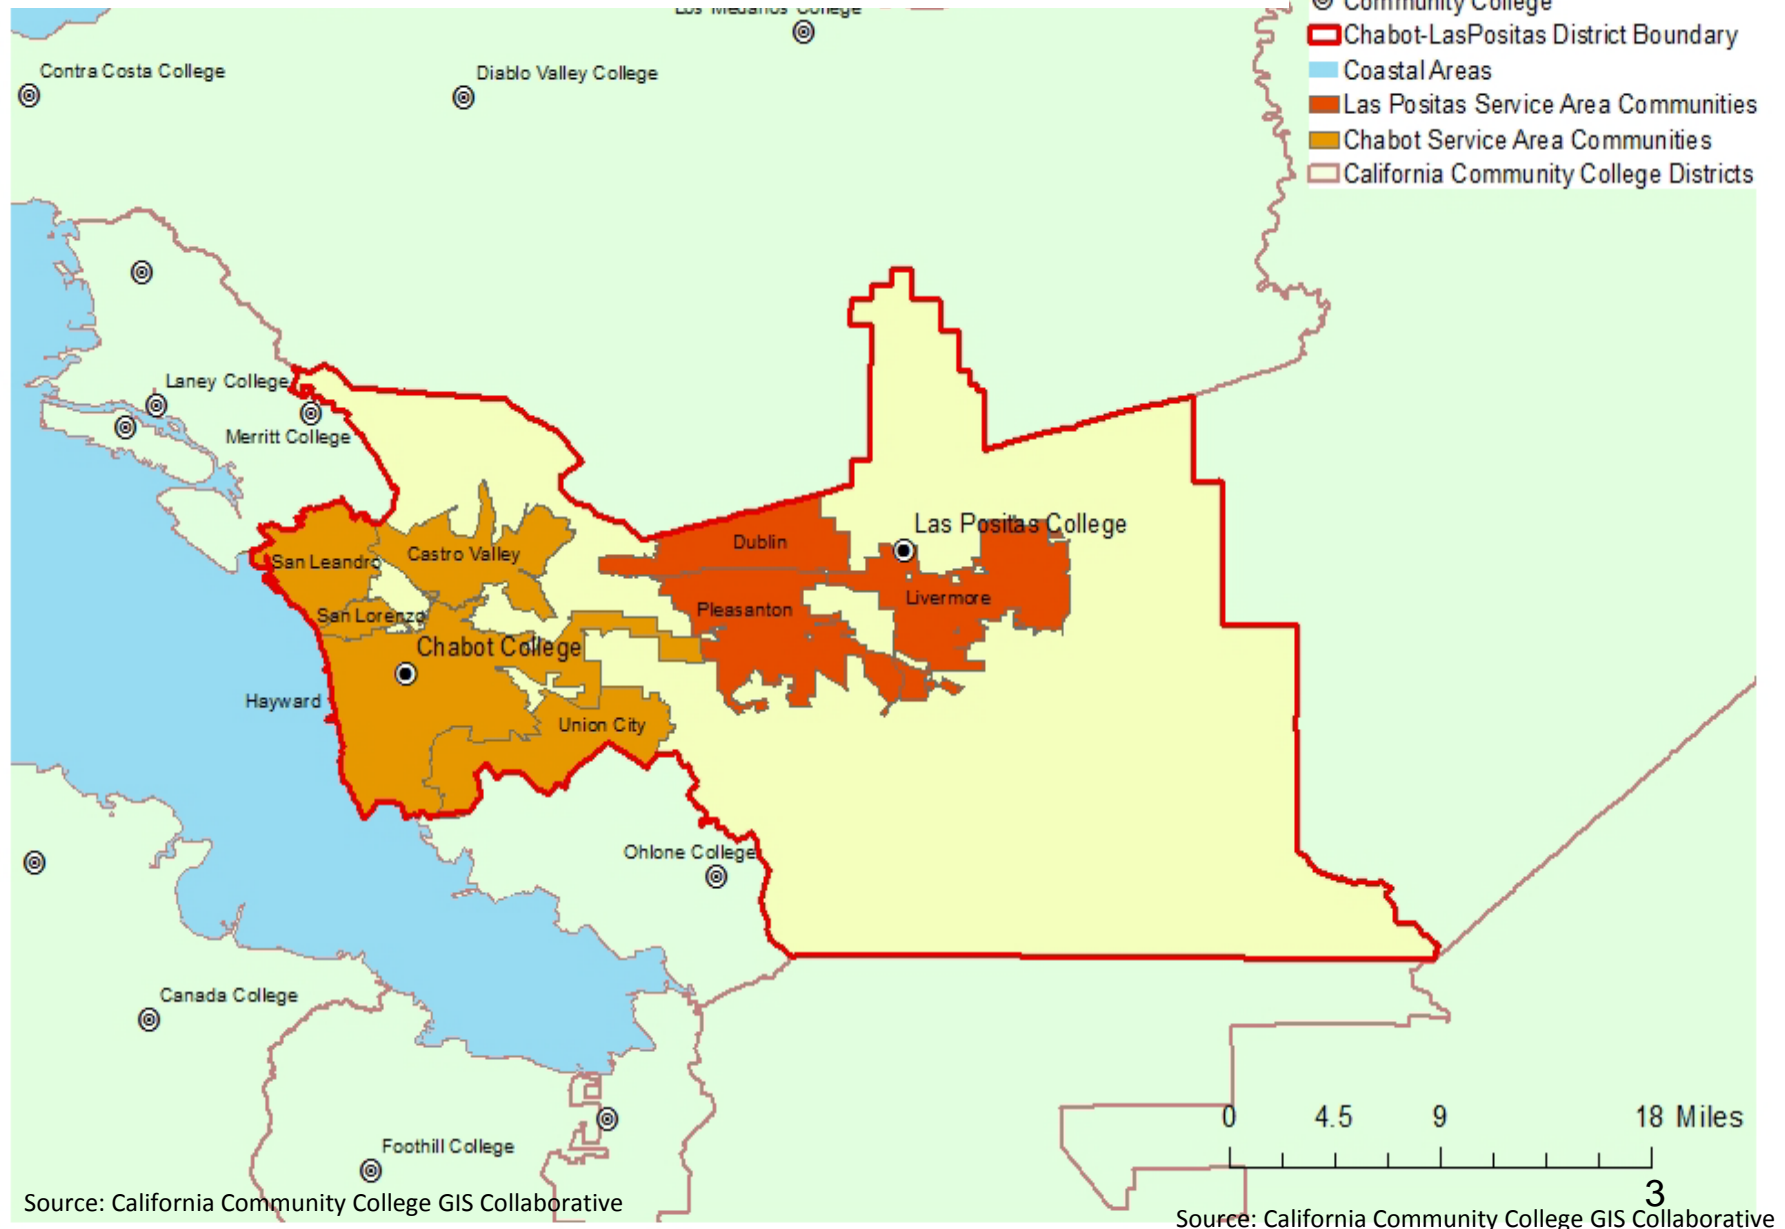 Los Medanos College
Community College
Chabot-LasPositas District Boundary
Contra Costa College
Diablo Valley College
Coastal Areas
Las Positas Service Area Communities
Chabot Service Area Communities
California Community College Districts
Laney College
Merritt College
Las Positas College
Dublin
San Leandro
Castro Valley
Livermore
Pleasanton
San Lorenzo
Chabot College
Hayward
Union City
Ohlone College
Canada College
0 4.5 9 18 Miles
Foothill College
3
Source: California Community College GIS Collaborative
Source: California Community College GIS Collaborative